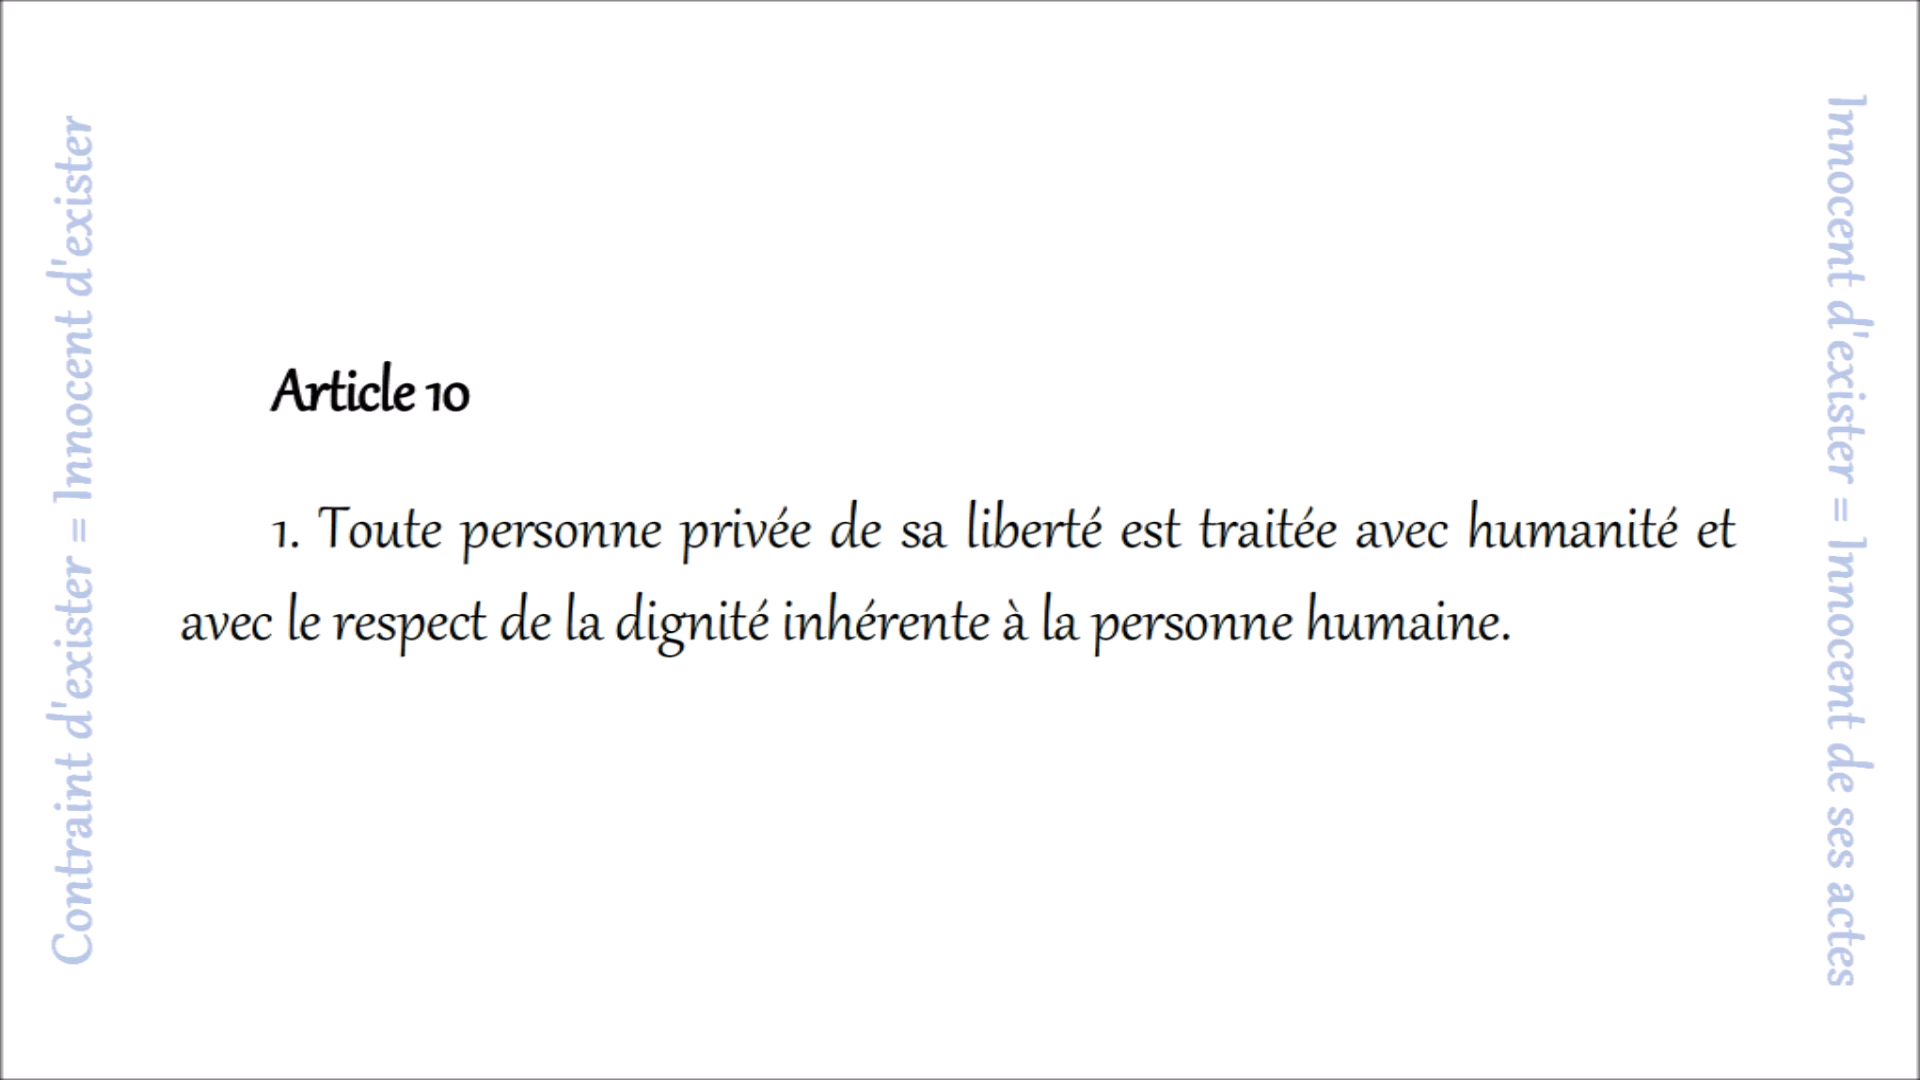 Contraint d'exister = Innocent d'exister
Article 10
1. Toute personne privée de sa liberté est traitée avec humanité et
avec le respect de la dignité inhérente à la personne humaine.
Innocent d'exister = Innocent de ses actes